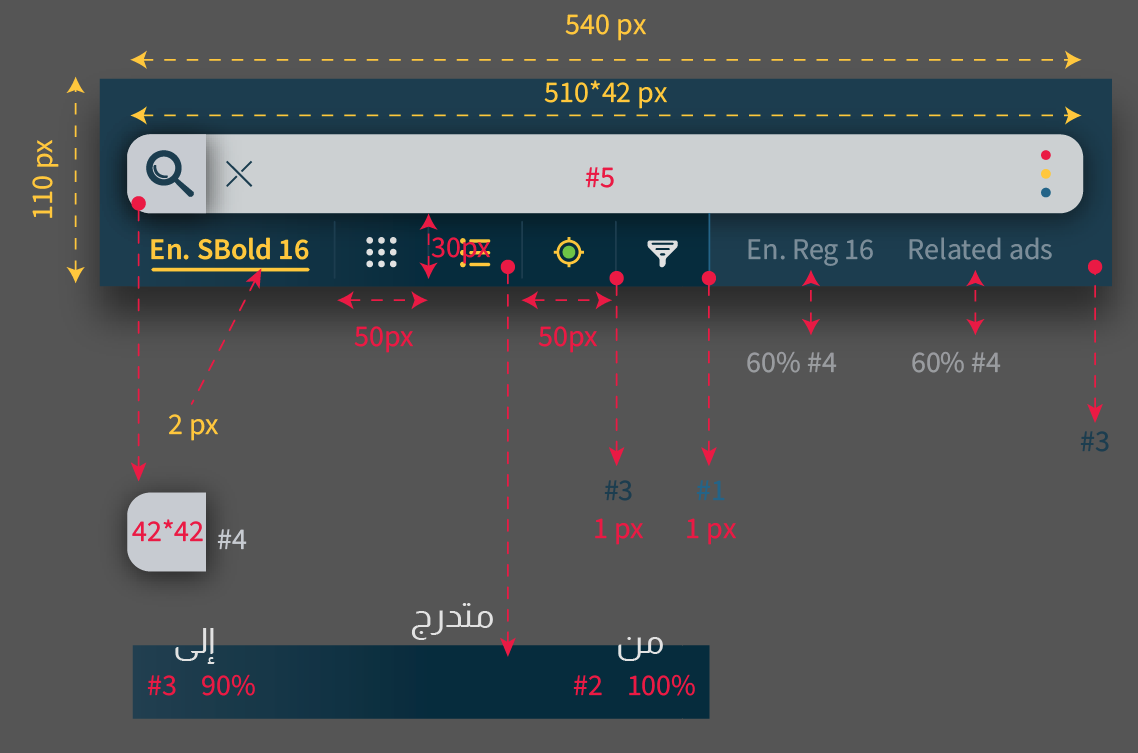 540 px
510*42 px
110 px
#5
En. SBold 16
30px
En. Reg 16
Related ads
50px
50px
60% #4
60% #4
2 px
#3
#3
#1
1 px
1 px
42*42
#4
متدرج
من
إلى
#3 90%
#2 100%